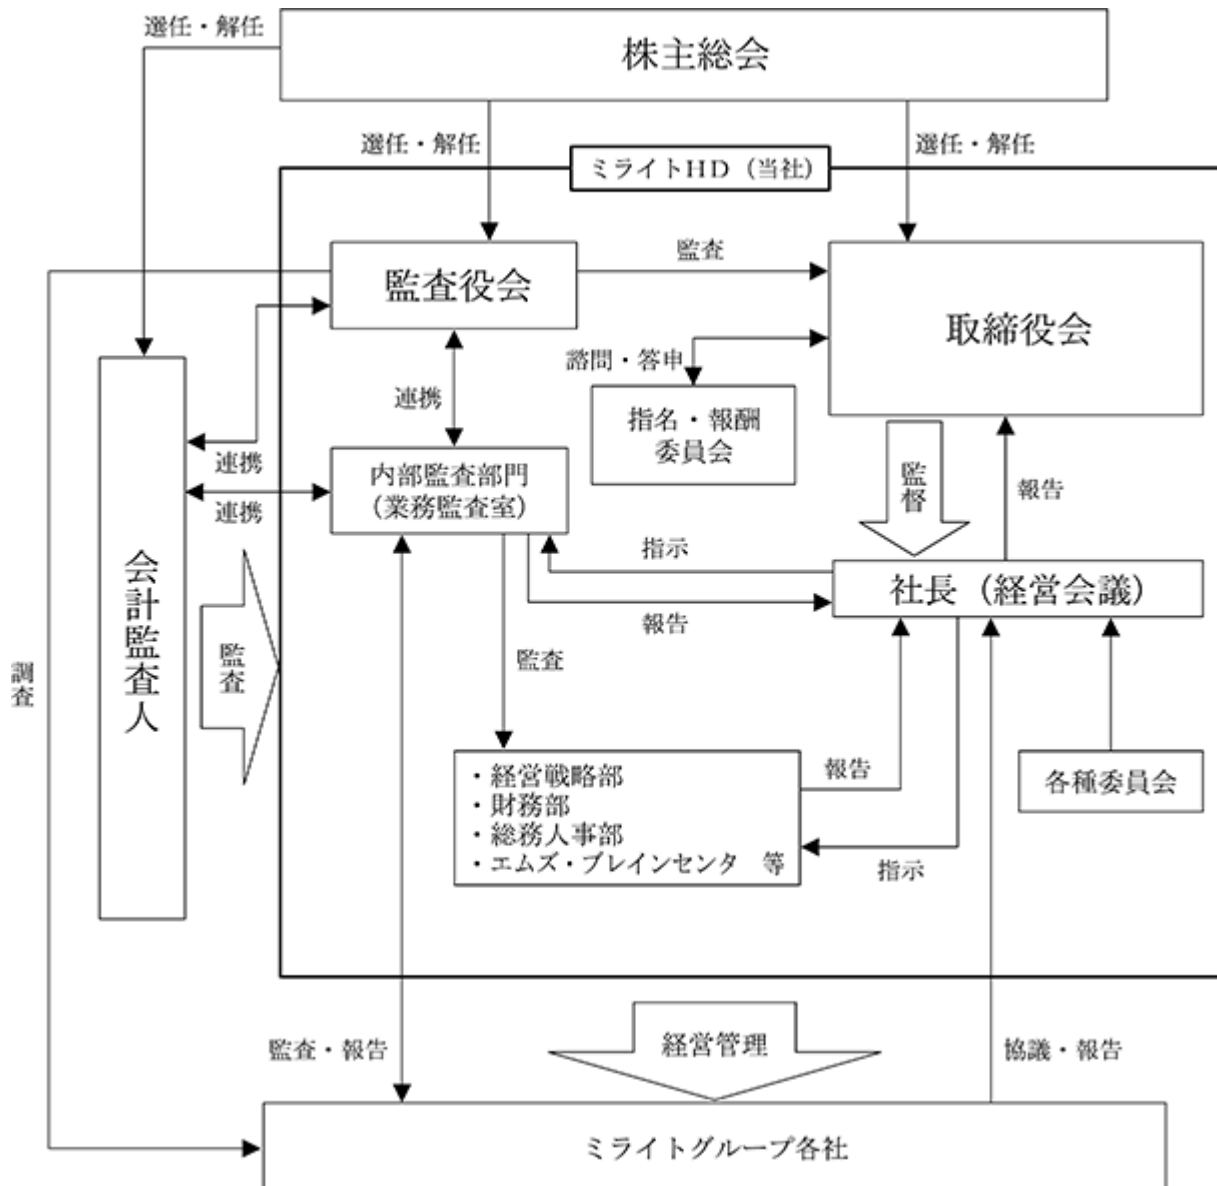 選任・解任
株主総会
選任・解任
選任・解任
ミライトHD（当社）
監査役会
監査
取締役会
諮問・答申
連携
指名・報酬
委員会
連携
内部監査部門
（業務監査室）
連携
監督
報告
指示
社長（経営会議）
報告
会計監査人
監査
監査
調査
・経営戦略部
・財務部
・総務人事部
・エムズ・ブレインセンタ　等
報告
各種委員会
指示
監査・報告
経営管理
協議・報告
ミライトグループ各社